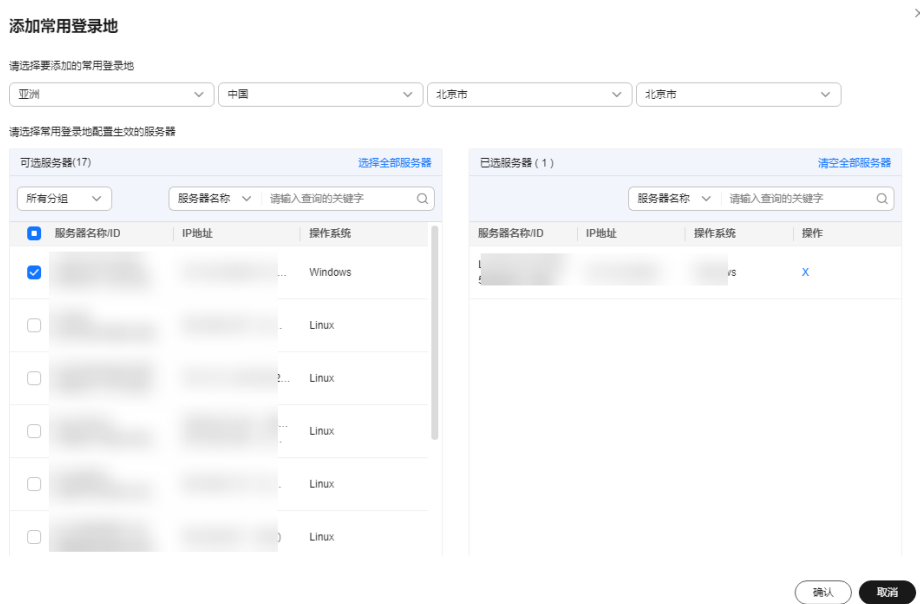 添加常用登录地
请选择要添加的常用登录地
亚洲 中国 北京市 北京市
请选择常用登录地配置生效的服务器
可选服务器(17) 选择全部服务器
所有分组 服务器名称 请输入查询的关键字
服务器名称/ID IP地址 操作系统
... Windows
Linux
2... Linux
Linux
Linux
Linux
已选服务器 ( 1 ) 清空全部服务器
服务器名称 请输入查询的关键字
服务器名称/ID IP地址 操作系统 操作
X
确认 取消